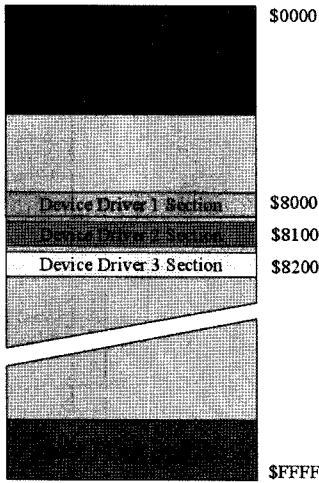 $0000
Device Driver 1 Section $8000
Device Driver 2 Section $8100
Device Driver 3 Section $8200
$FFFF